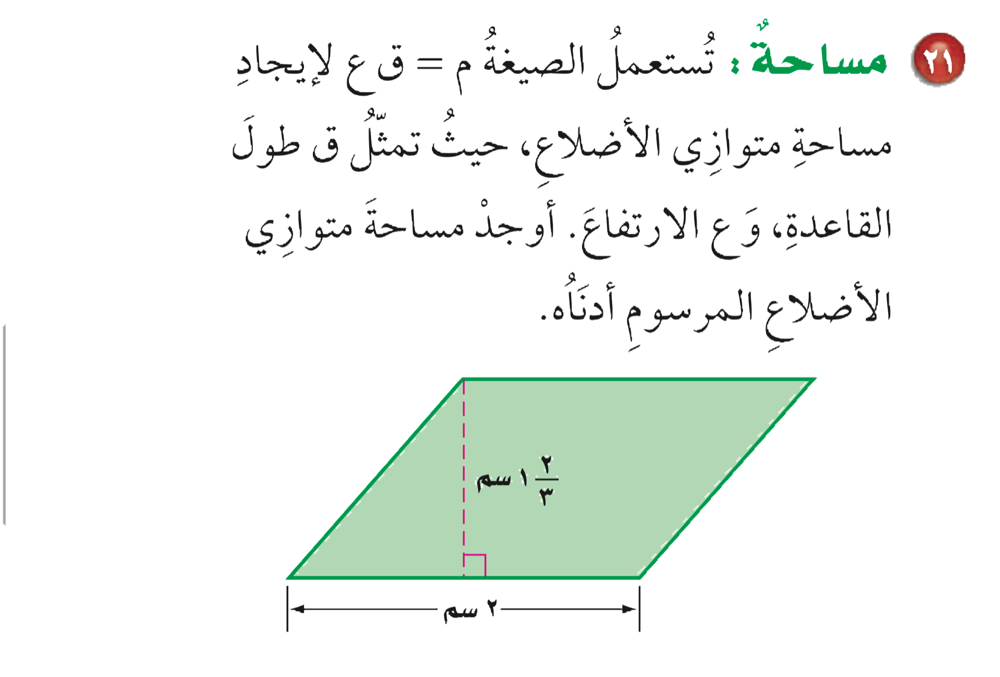 ٢١ مساحةٌ: تُستعملُ الصيغةُ م = ق ع لإيجادِ
مساحةِ متوازِي الأضلاعِ، حيثُ تمثّلُ ق طولَ
القاعدةِ، وَ ع الارتفاعَ. أوجدْ مساحةَ متوازِي
الأضلاعِ المرسومِ أدنَاُه.
١ ٢/٣ سم
٢ سم